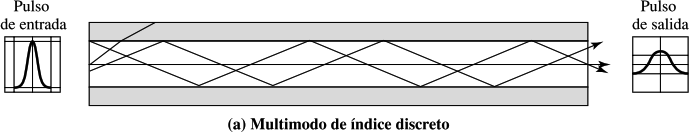 Pulso
de entrada
Pulso
de salida
(a) Multimodo de índice discreto